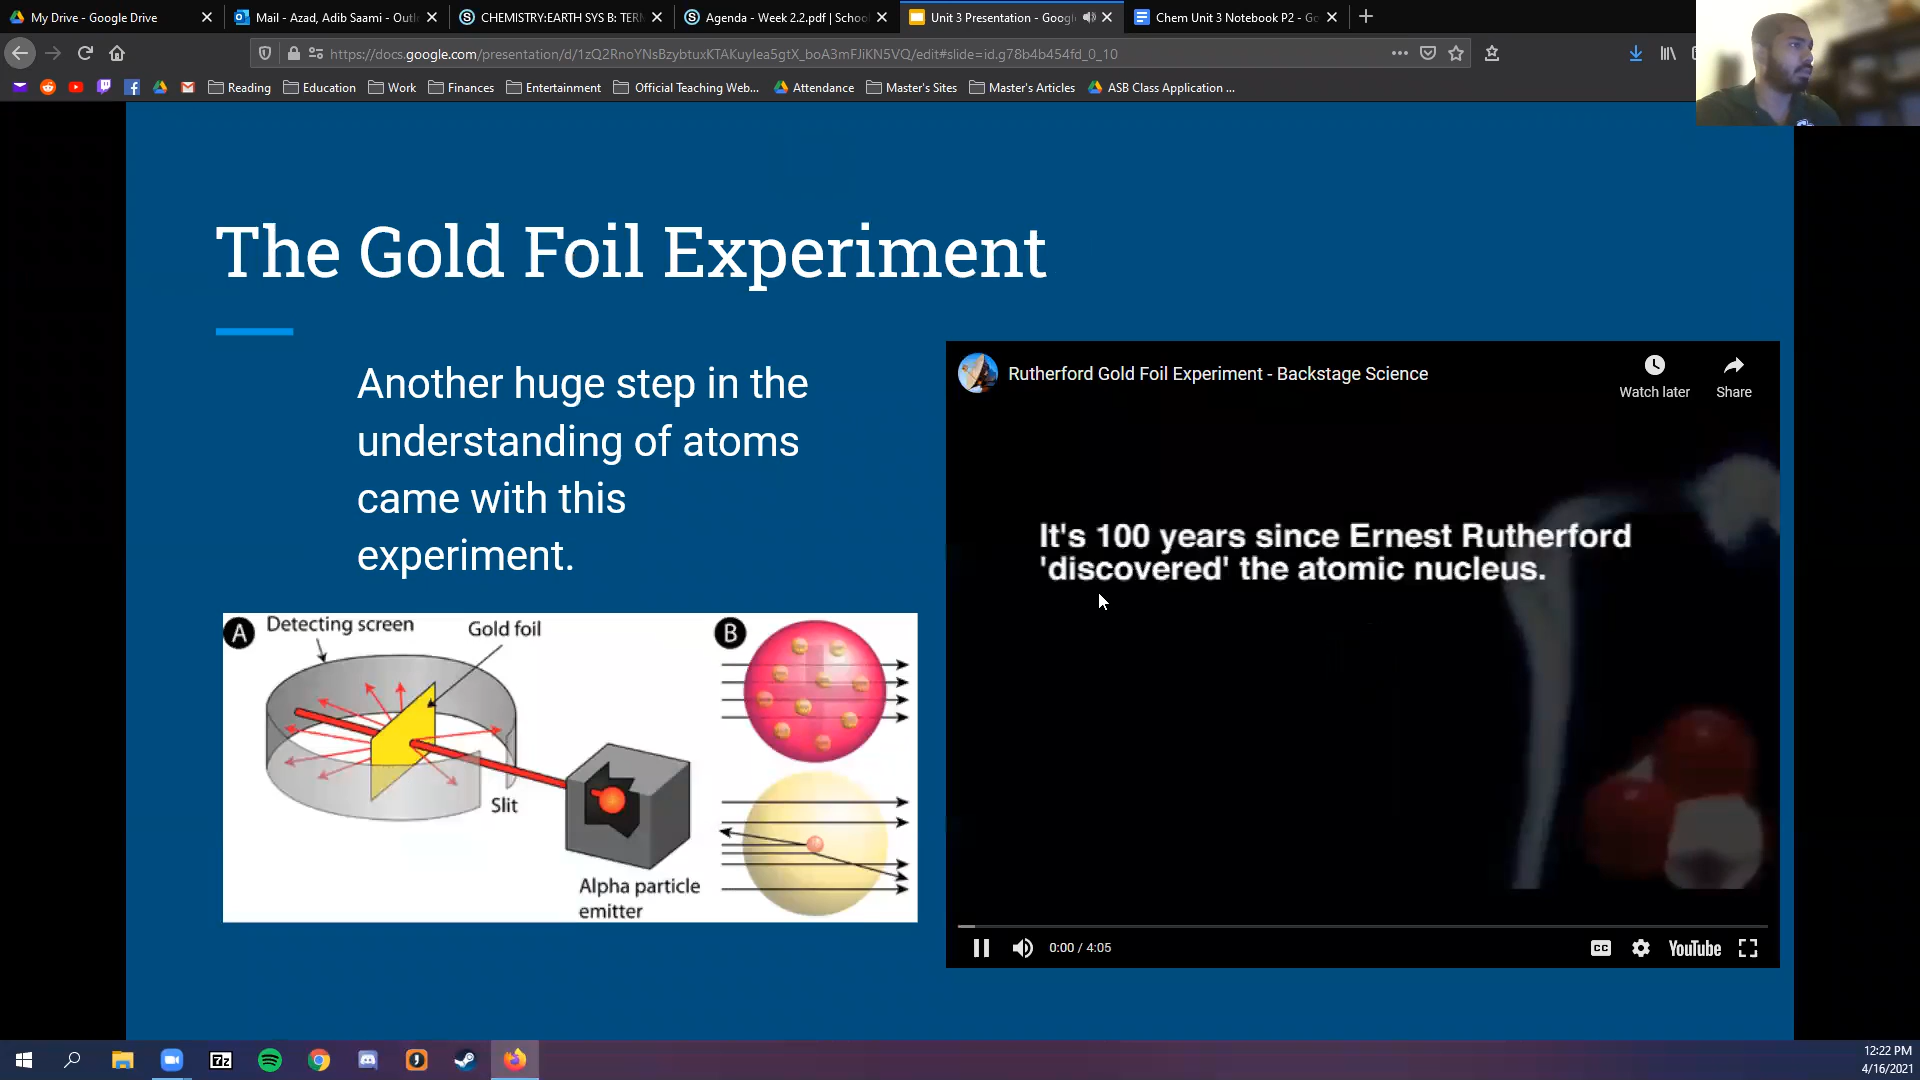 My Drive - Google Drive
Mail - Azad, Adib Saami - Outl
CHEMISTRY:EARTH SYS B: TERM
Agenda - Week 2.2.pdf | Schoo
Unit 3 Presentation - Googl
Chem Unit 3 Notebook P2 - Go
https://docs.google.com/presentation/d/1zQ2RnoYNsBzybtuxKTAKuyIea5gtX_boA3mFJiKN5VQ/edit#slide=id.g78b4b454fd_0_10
Reading
Education
Work
Finances
Entertainment
Official Teaching Web...
Attendance
Master's Sites
Master's Articles
ASB Class Application ...
The Gold Foil Experiment
Another huge step in the
understanding of atoms
came with this
experiment.
A
Detecting screen
Gold foil
Slit
Alpha particle
emitter
B
Rutherford Gold Foil Experiment - Backstage Science
Watch later
Share
It's 100 years since Ernest Rutherford
'discovered' the atomic nucleus.
0:00 / 4:05
CC
YouTube
7z
12:22 PM
4/16/2021